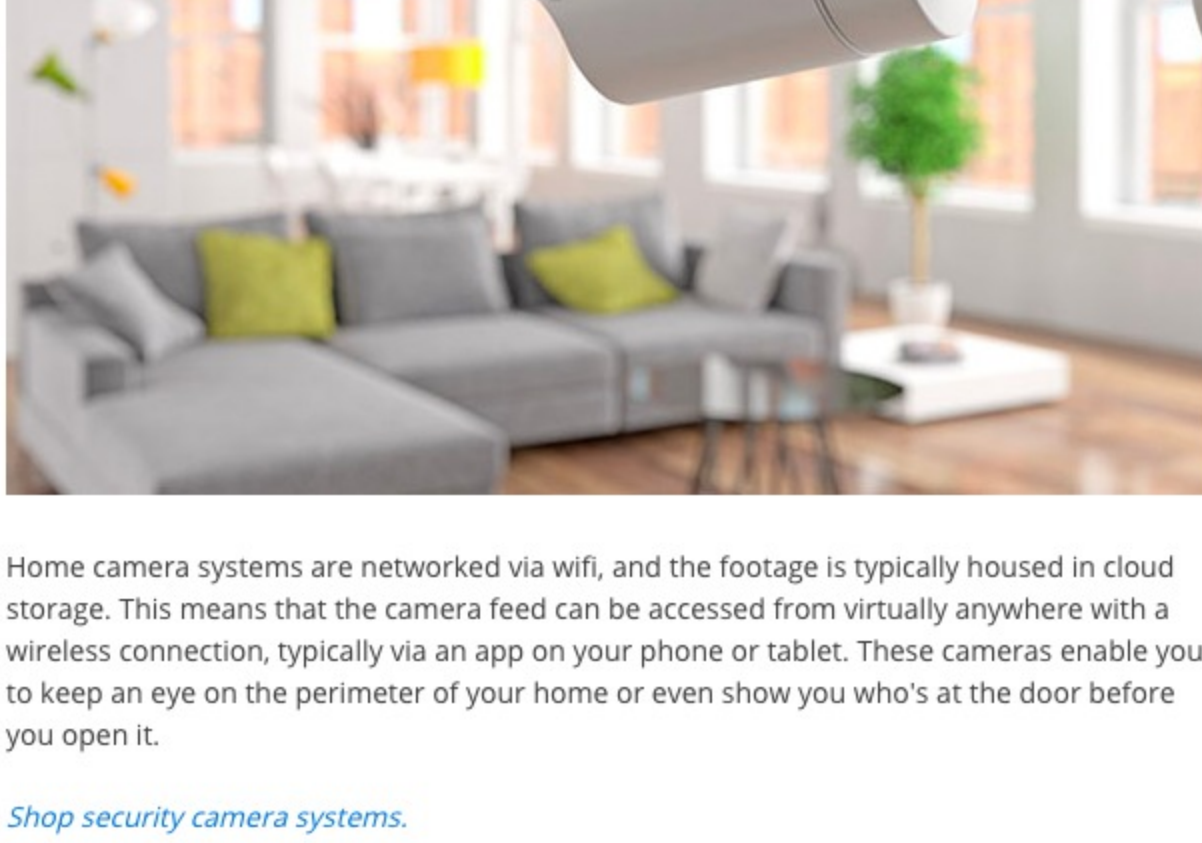 Home camera systems are networked via wifi, and the footage is typically housed in cloud
storage. This means that the camera feed can be accessed from virtually anywhere with a
wireless connection, typically via an app on your phone or tablet. These cameras enable you
to keep an eye on the perimeter of your home or even show you who's at the door before
you open it.
Shop security camera systems.